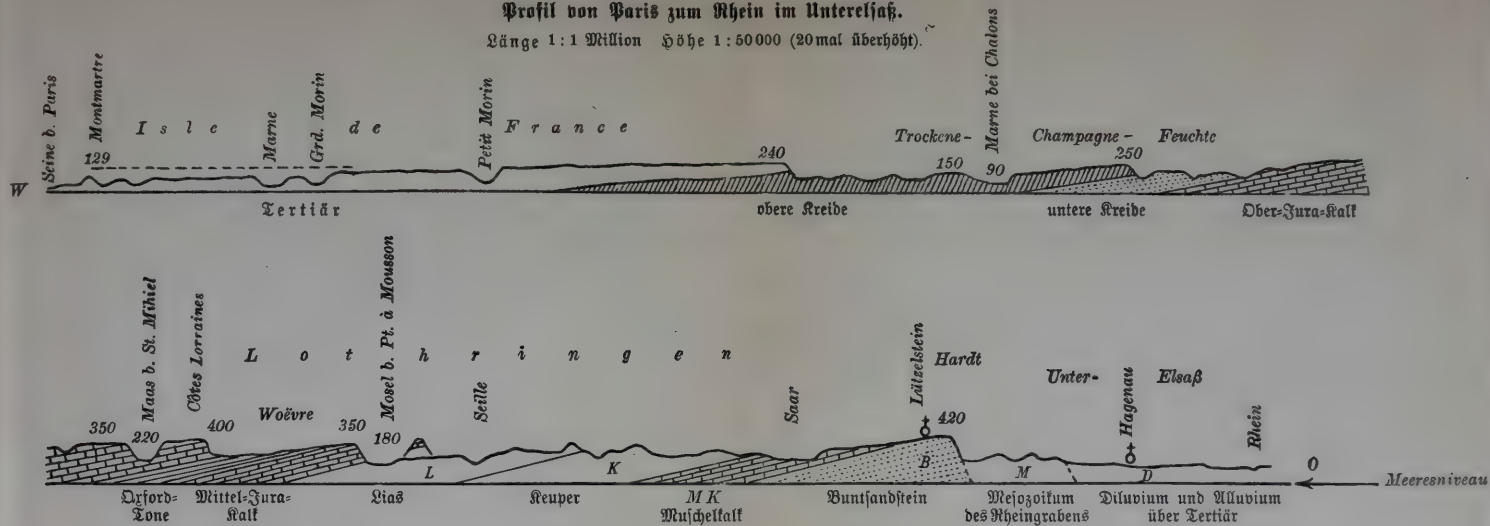 Profil von Paris zum Rhein im Unterelsaß.
Länge 1:1 Million Höhe 1:50000 (20mal überhöht).
Seine b. Paris
Montmartre
129
Isle de France
Marne
Grd. Morin
Petit Morin
240
Trockene-
150
Marne bei Chalons
90
Champagne-
250
Feuchte
W
Tertiär
obere Kreide
untere Kreide
Ober-Jura-Kalk
350
Maas b. St. Mihiel
220
Côtes Lorraines
400
Lothringen
Woëvre
350
Mosel b. Pt. à Mousson
180
Seille
Saar
Lützelstein
Hardt
420
Unter-
Hagenau
Elsaß
Rhein
L
K
B
M
D
0
Meeresniveau
Oxford-
Tone
Mittel-Jura-
Kalk
Lias
Keuper
MK
Muschelkalk
Buntsandstein
Mesozoikum
des Rheingrabens
Diluvium und Alluvium
über Tertiär